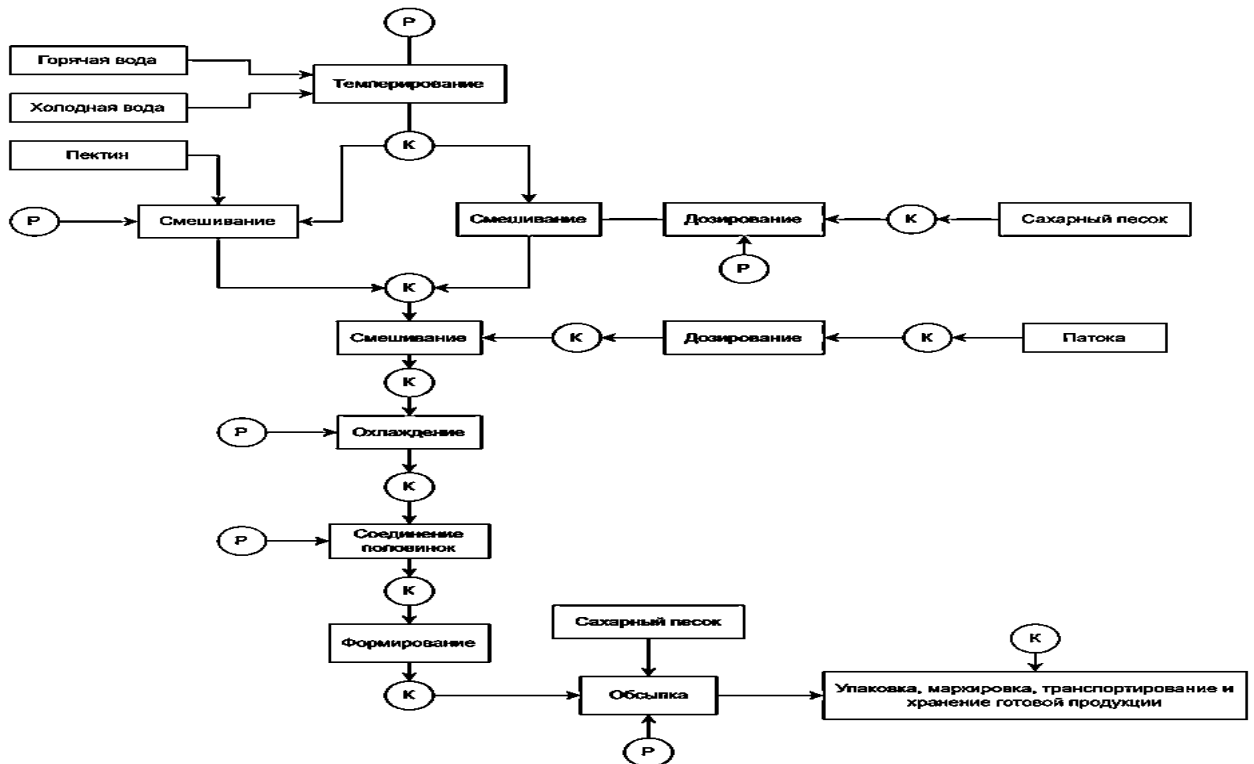 Р
Горячая вода
Темперирование
Холодная вода
К
Пектин
Р
Смешивание
Смешивание
Дозирование
К
Сахарный песок
Р
К
Смешивание
К
Дозирование
К
Патока
К
Р
Охлаждение
К
Р
Соединение
половинок
К
Сахарный песок
Формирование
К
К
Обсыпка
Упаковка, маркировка, транспортирование и
хранение готовой продукции
Р